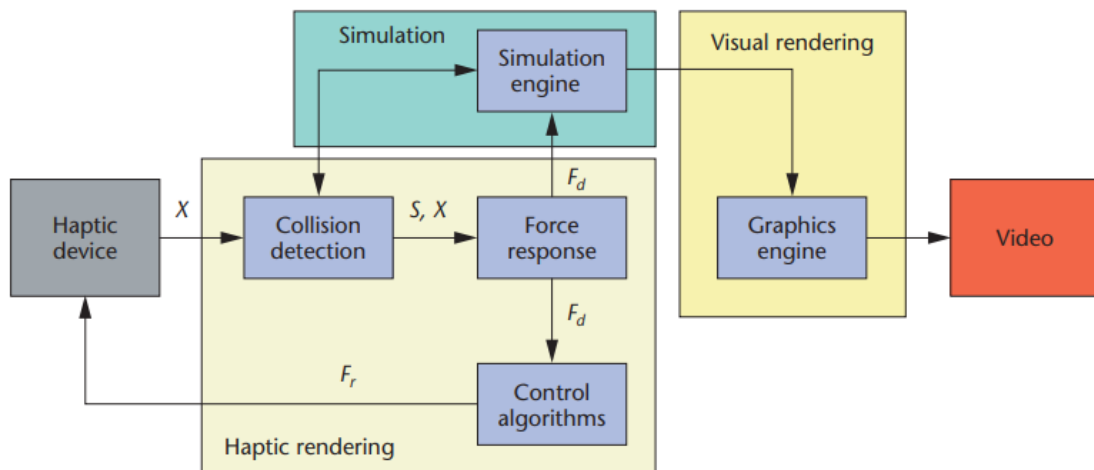 Simulation
Simulation
engine
Visual rendering
F_d
Haptic
device
X
Collision
detection
S, X
Force
response
Graphics
engine
Video
F_d
F_r
Control
algorithms
Haptic rendering